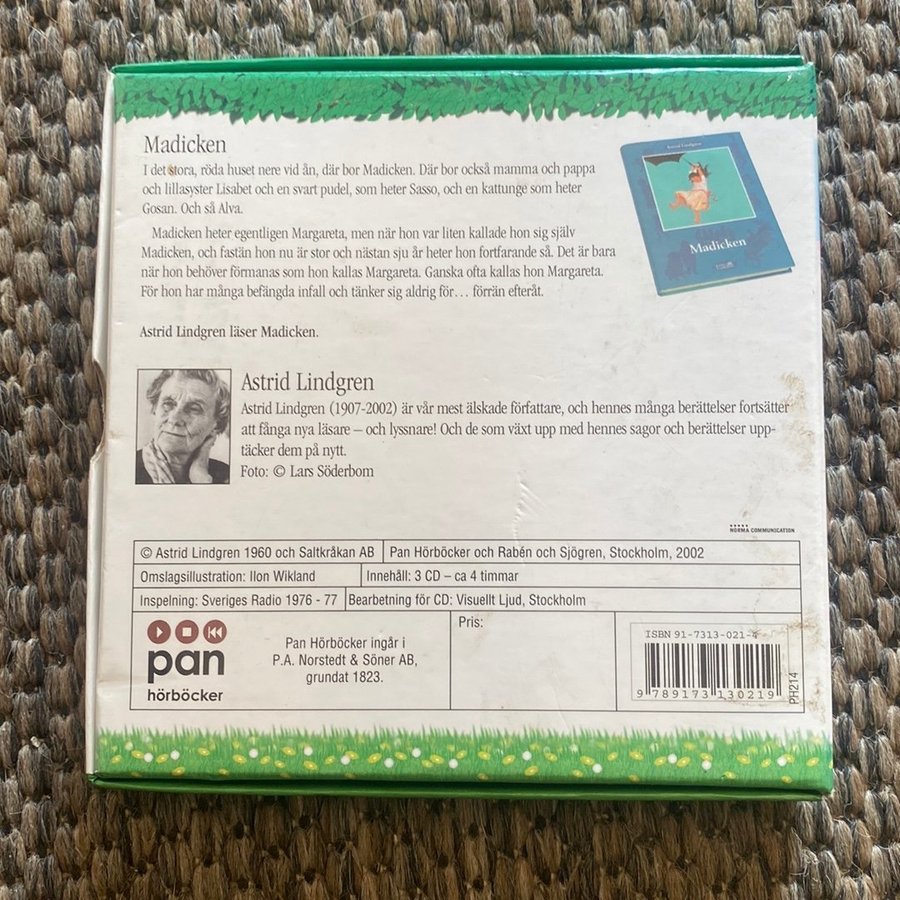 Madicken
I det stora, röda huset nere vid ån, där bor Madicken. Där bor också mamma och pappa
och lillasyster Lisabet och en svart pudel, som heter Sasso, och en kattunge som heter
Gosan. Och så Alva.
Madicken heter egentligen Margareta, men när hon var liten kallade hon sig själv
Madicken, och fastän hon nu är stor och nästan sju år heter hon fortfarande så. Det är bara
när hon behöver förmanas som hon kallas Margareta. Ganska ofta kallas hon Margareta.
För hon har många befängda infall och tänker sig aldrig för… förrän efteråt.
Astrid Lindgren läser Madicken.
Astrid Lindgren
Madicken
Astrid Lindgren
Astrid Lindgren (1907-2002) är vår mest älskade författare, och hennes många berättelser fortsätter
att fånga nya läsare – och lyssnare! Och de som växt upp med hennes sagor och berättelser upp-
täcker dem på nytt.
Foto: © Lars Söderbom
NORMA COMMUNICATION
© Astrid Lindgren 1960 och Saltkråkan AB
Pan Hörböcker och Rabén och Sjögren, Stockholm, 2002
Omslagsillustration: Ilon Wikland
Innehåll: 3 CD – ca 4 timmar
Inspelning: Sveriges Radio 1976 - 77
Bearbetning för CD: Visuellt Ljud, Stockholm
pan
hörböcker
Pan Hörböcker ingår i
P.A. Norstedt & Söner AB,
grundat 1823.
Pris:
ISBN 91-7313-021-4
9 789173 130219
PH214